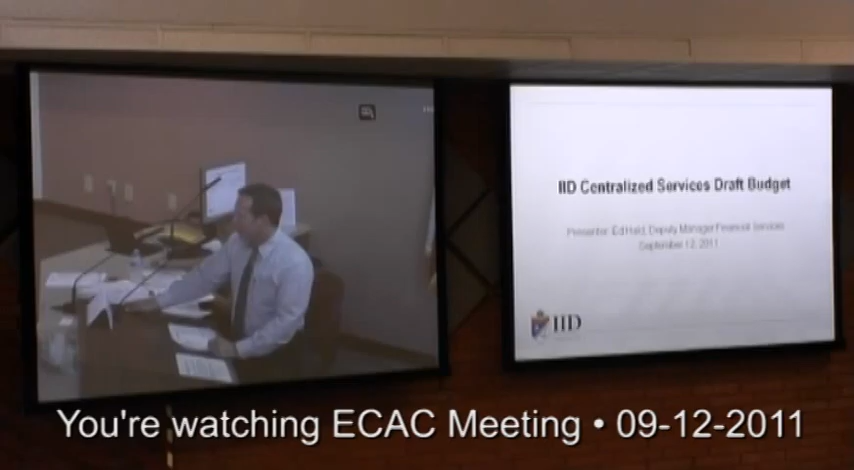 IID Centralized Services Draft Budget
Presenter: Ed Hald, Deputy Manager Financial Services
September 12, 2011
IID
You're watching ECAC Meeting • 09-12-2011